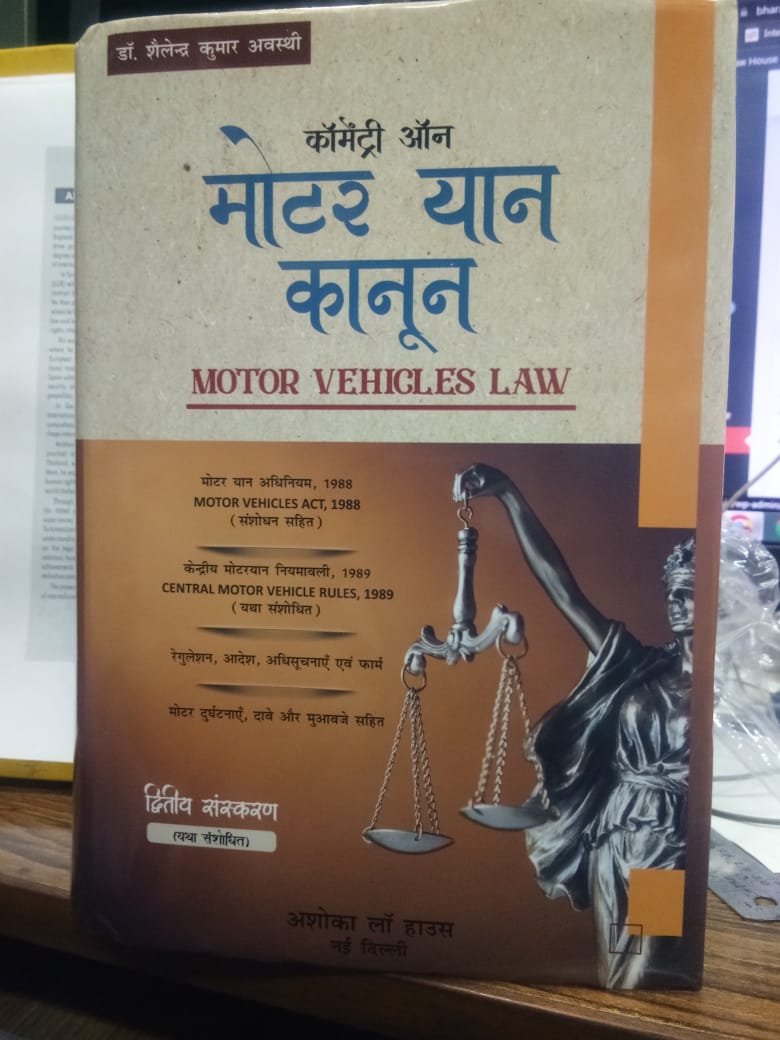 डॉ. शैलेन्द्र कुमार अवस्थी
कॉमेंट्री ऑन
मोटर यान
कानून
MOTOR VEHICLES LAW
मोटर यान अधिनियम, 1988
MOTOR VEHICLES ACT, 1988
(संशोधन सहित)
केन्द्रीय मोटरयान नियमावली, 1989
CENTRAL MOTOR VEHICLE RULES, 1989
(यथा संशोधित)
रेगुलेशन, आदेश, अधिसूचनाएँ एवं फार्म
मोटर दुर्घटनाएँ, दावे और मुआवजे सहित
द्वितीय संस्करण
(यथा संशोधित)
अशोका लॉ हाउस
नई दिल्ली